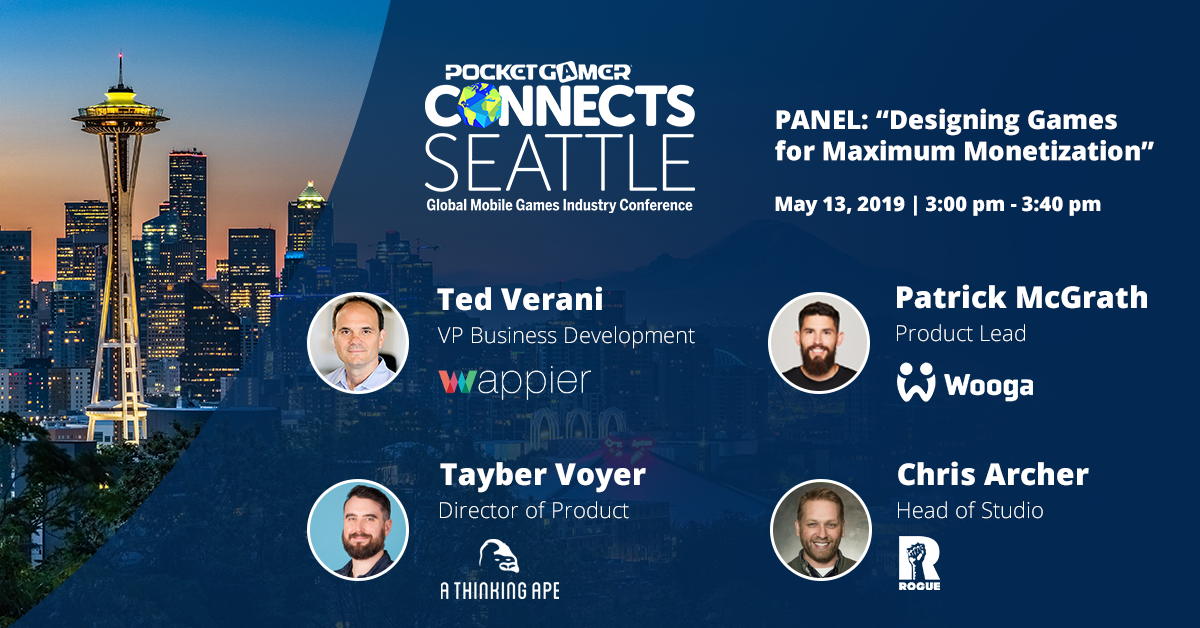 POCKETGAMER
CONNECTS
SEATTLE
Global Mobile Games Industry Conference
PANEL: “Designing Games
for Maximum Monetization”
May 13, 2019 | 3:00 pm - 3:40 pm
Ted Verani
VP Business Development
wappier
Patrick McGrath
Product Lead
Wooga
Tayber Voyer
Director of Product
A THINKING APE
Chris Archer
Head of Studio
R
ROGUE